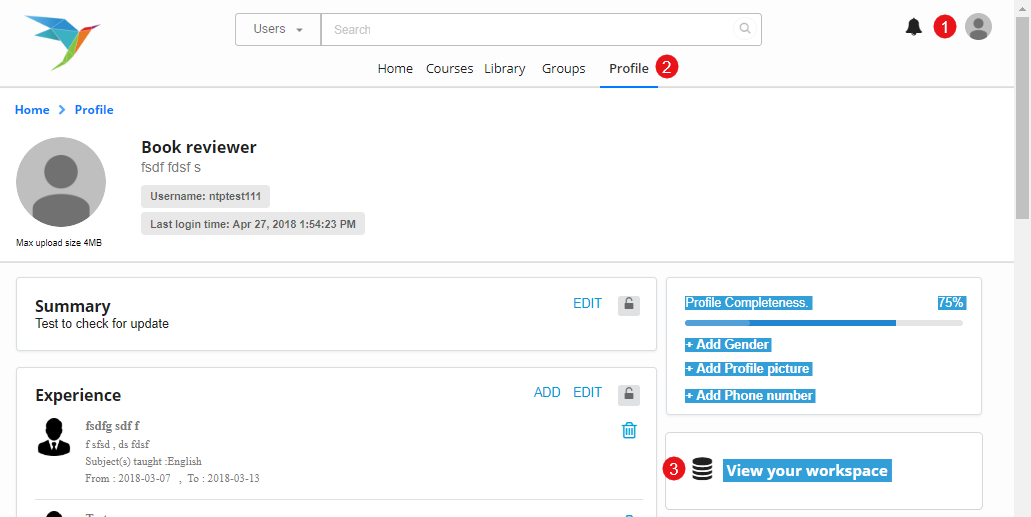 Users
Search
1
Home Courses Library Groups Profile 2
Home Profile
Book reviewer
fsdf fdsf s
Username: ntptest111
Last login time: Apr 27, 2018 1:54:23 PM
Max upload size 4MB
Summary EDIT
Test to check for update
Profile Completeness. 75%
+ Add Gender
+ Add Profile picture
+ Add Phone number
Experience ADD EDIT
fsdfg sdf f
f sfsd , ds fdsf
Subject(s) taught :English
From : 2018-03-07 , To : 2018-03-13
3 View your workspace